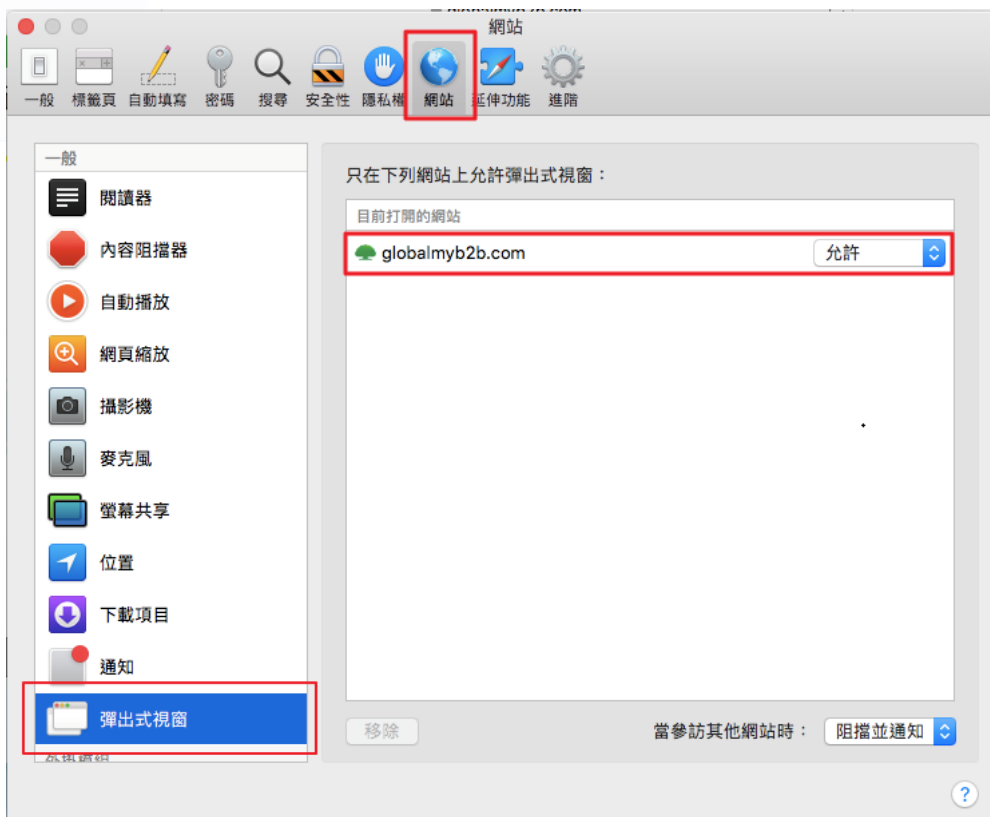 網站
一般 標籤頁 自動填寫 密碼 搜尋 安全性 隱私權 網站 延伸功能 進階
一般
閱讀器
內容阻擋器
自動播放
網頁縮放
攝影機
麥克風
螢幕共享
位置
下載項目
通知
彈出式視窗
外掛模組
只在下列網站上允許彈出式視窗：
目前打開的網站
globalmyb2b.com 允許
移除 當參訪其他網站時： 阻擋並通知
?